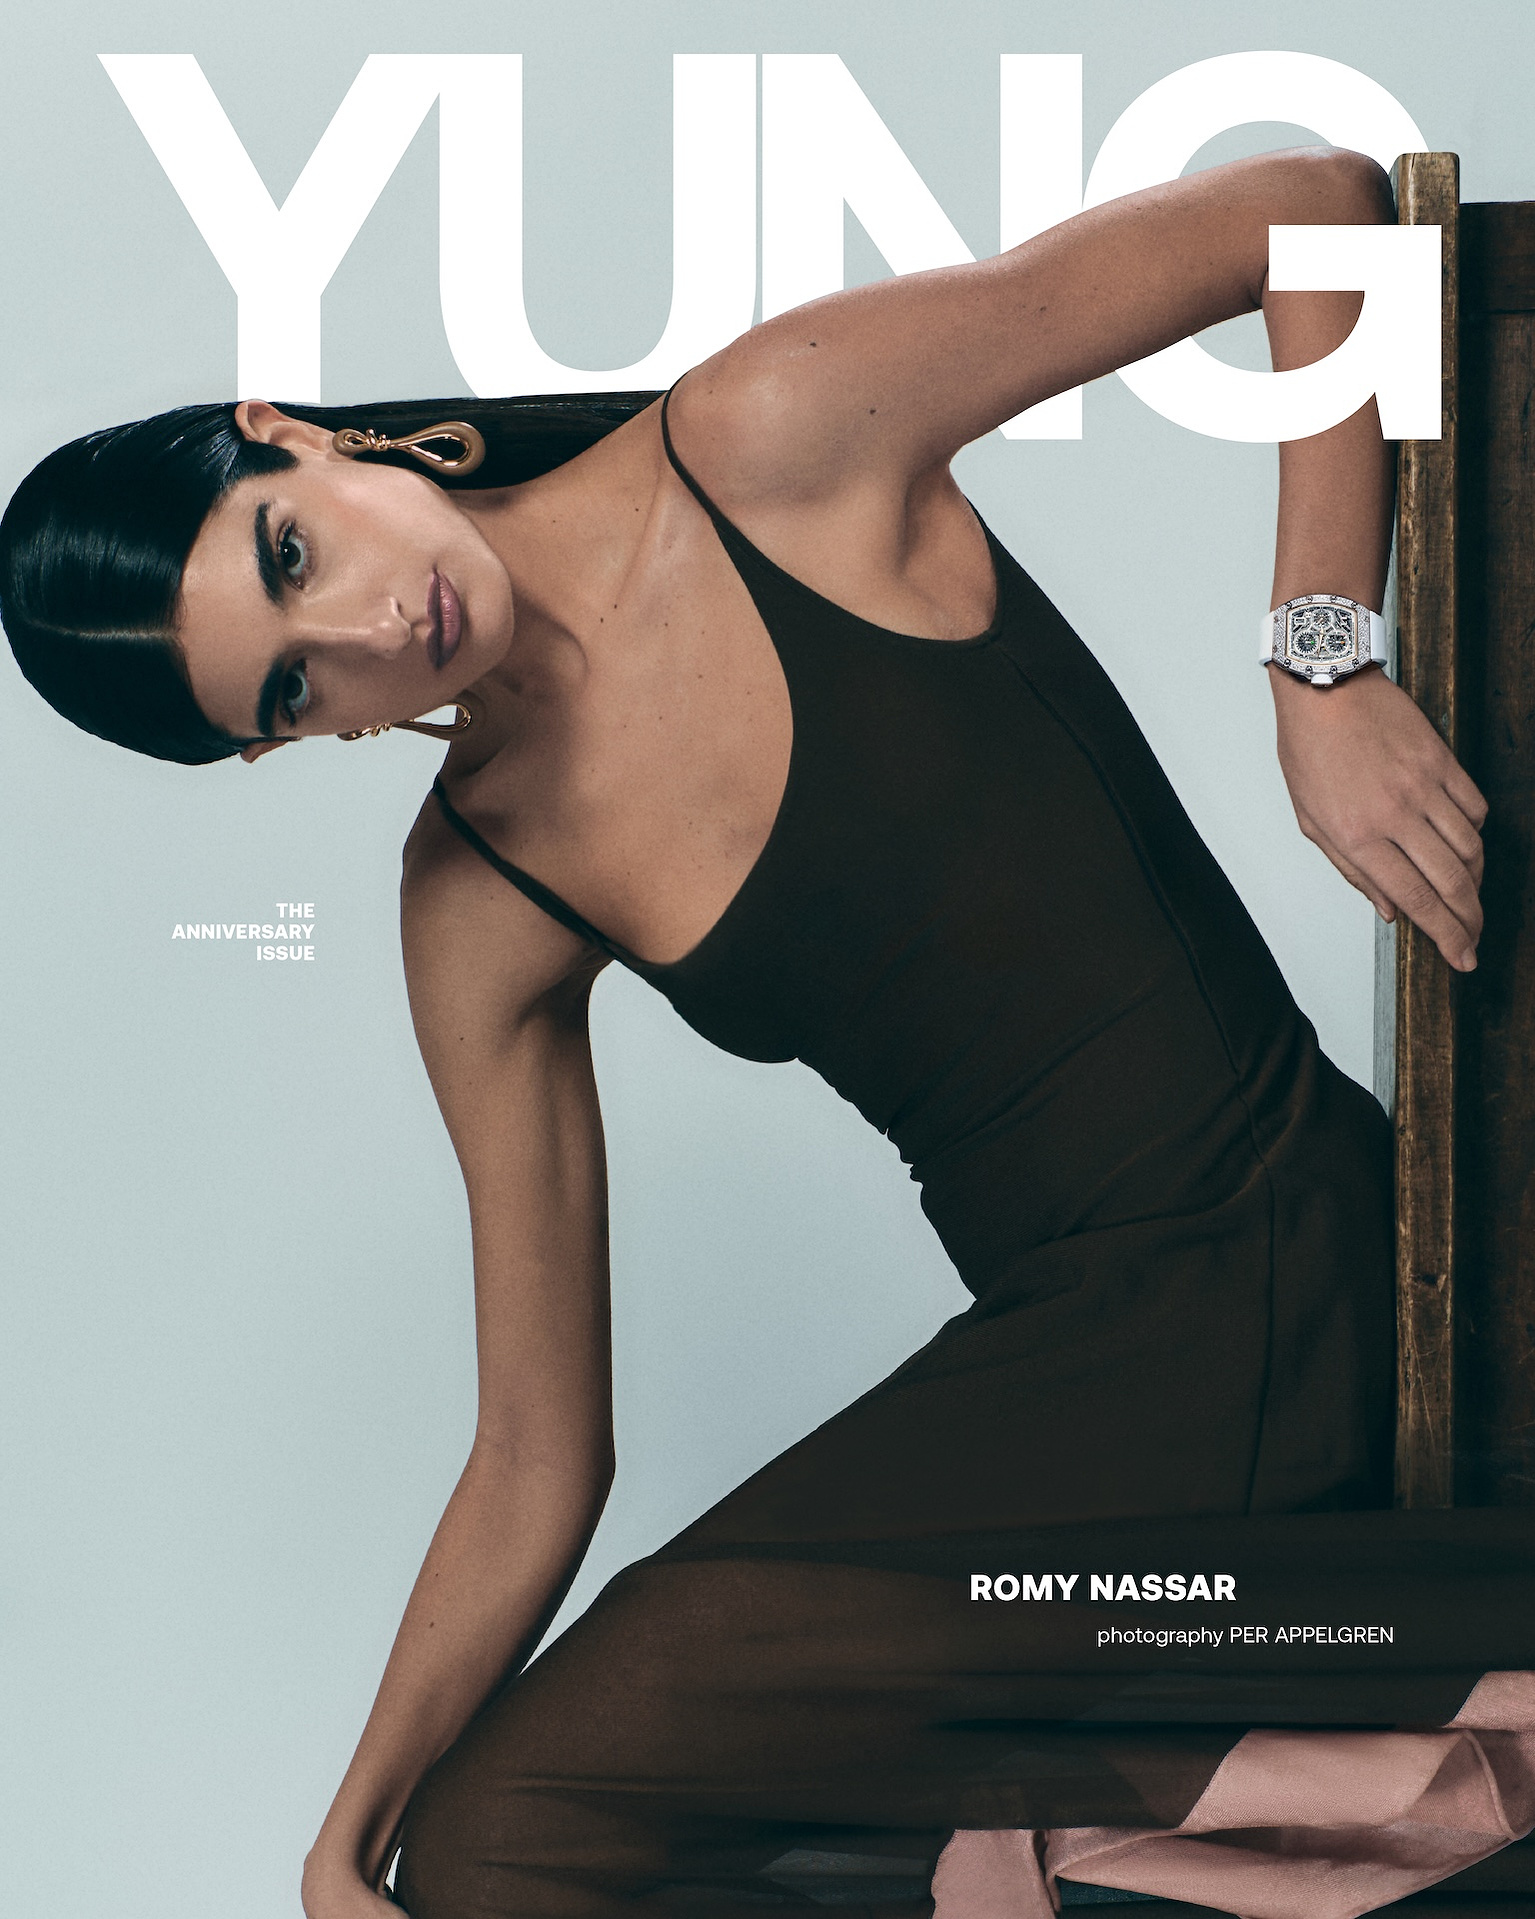 YUNG
THE
ANNIVERSARY
ISSUE
ROMY NASSAR
photography PER APPELGREN